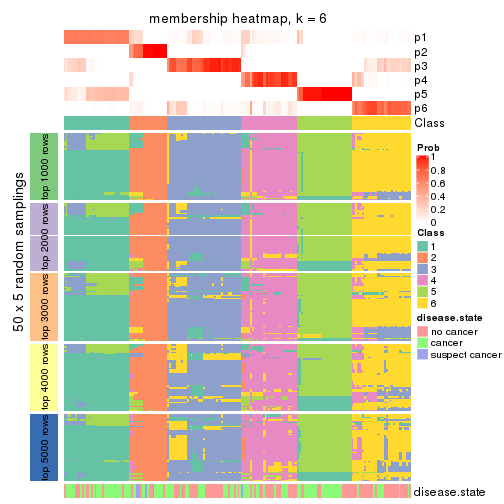 membership heatmap, k = 6
p1
p2
p3
p4
p5
p6
Class
50 x 5 random samplings
top 1000 rows
top 2000 rows
top 3000 rows
top 4000 rows
top 5000 rows
disease.state
Prob
1
0.8
0.6
0.4
0.2
0
Class
1
2
3
4
5
6
disease.state
no cancer
cancer
suspect cancer